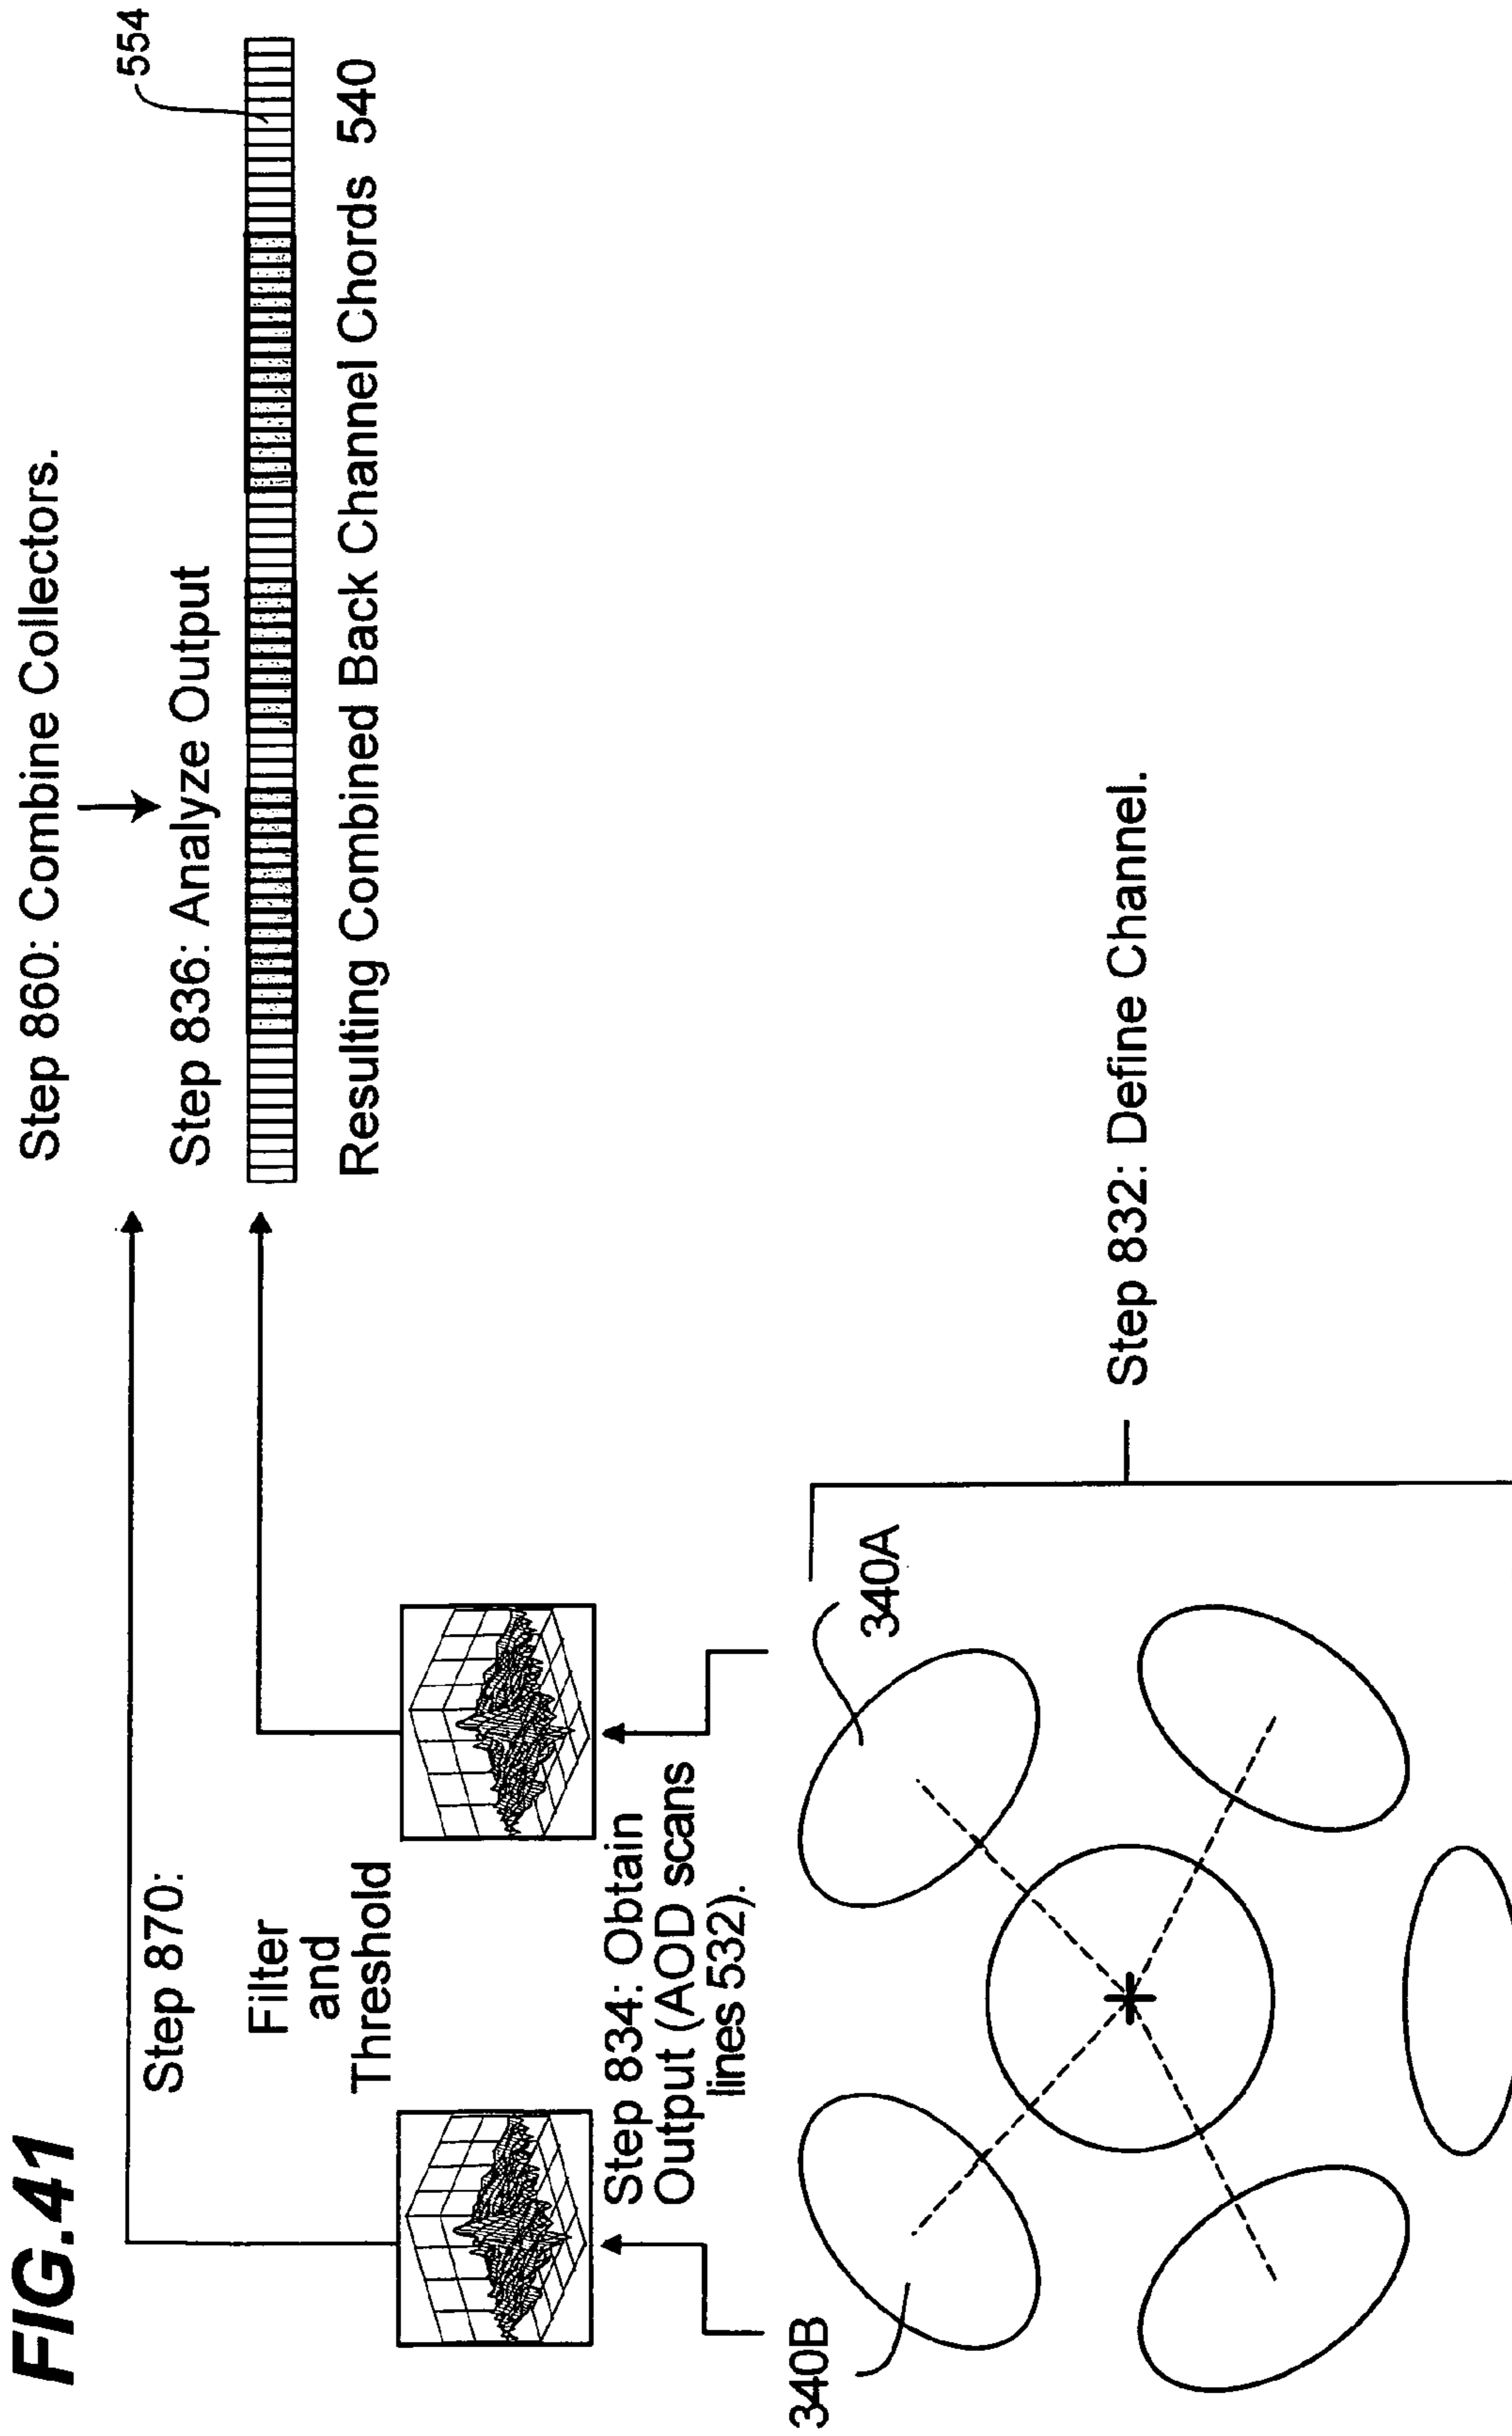 FIG.41
Step 860: Combine Collectors.
Step 870:
Step 836: Analyze Output
554
Filter
and
Threshold
Resulting Combined Back Channel Chords 540
Step 834: Obtain
Output (AOD scans
lines 532).
340B
340A
Step 832: Define Channel.